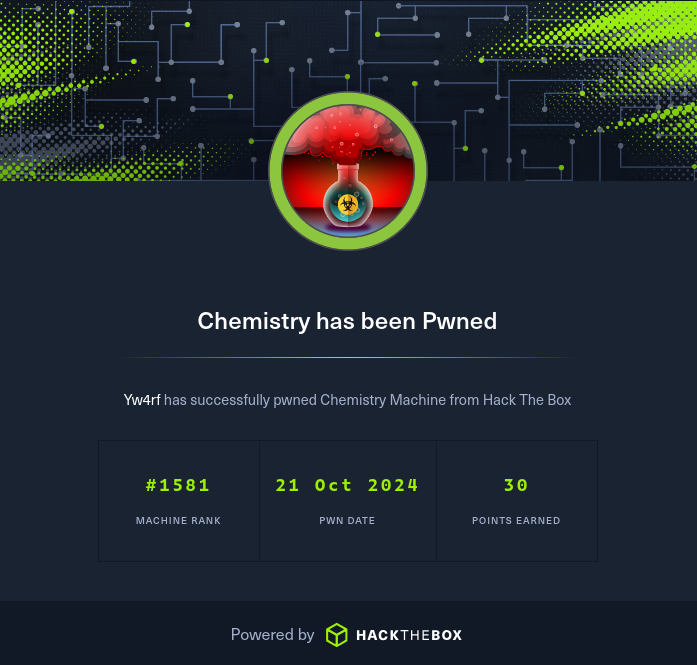 Chemistry has been Pwned
Yw4rf has successfully pwned Chemistry Machine from Hack The Box
#1581
MACHINE RANK
21 Oct 2024
PWN DATE
30
POINTS EARNED
Powered by HACKTHEBOX